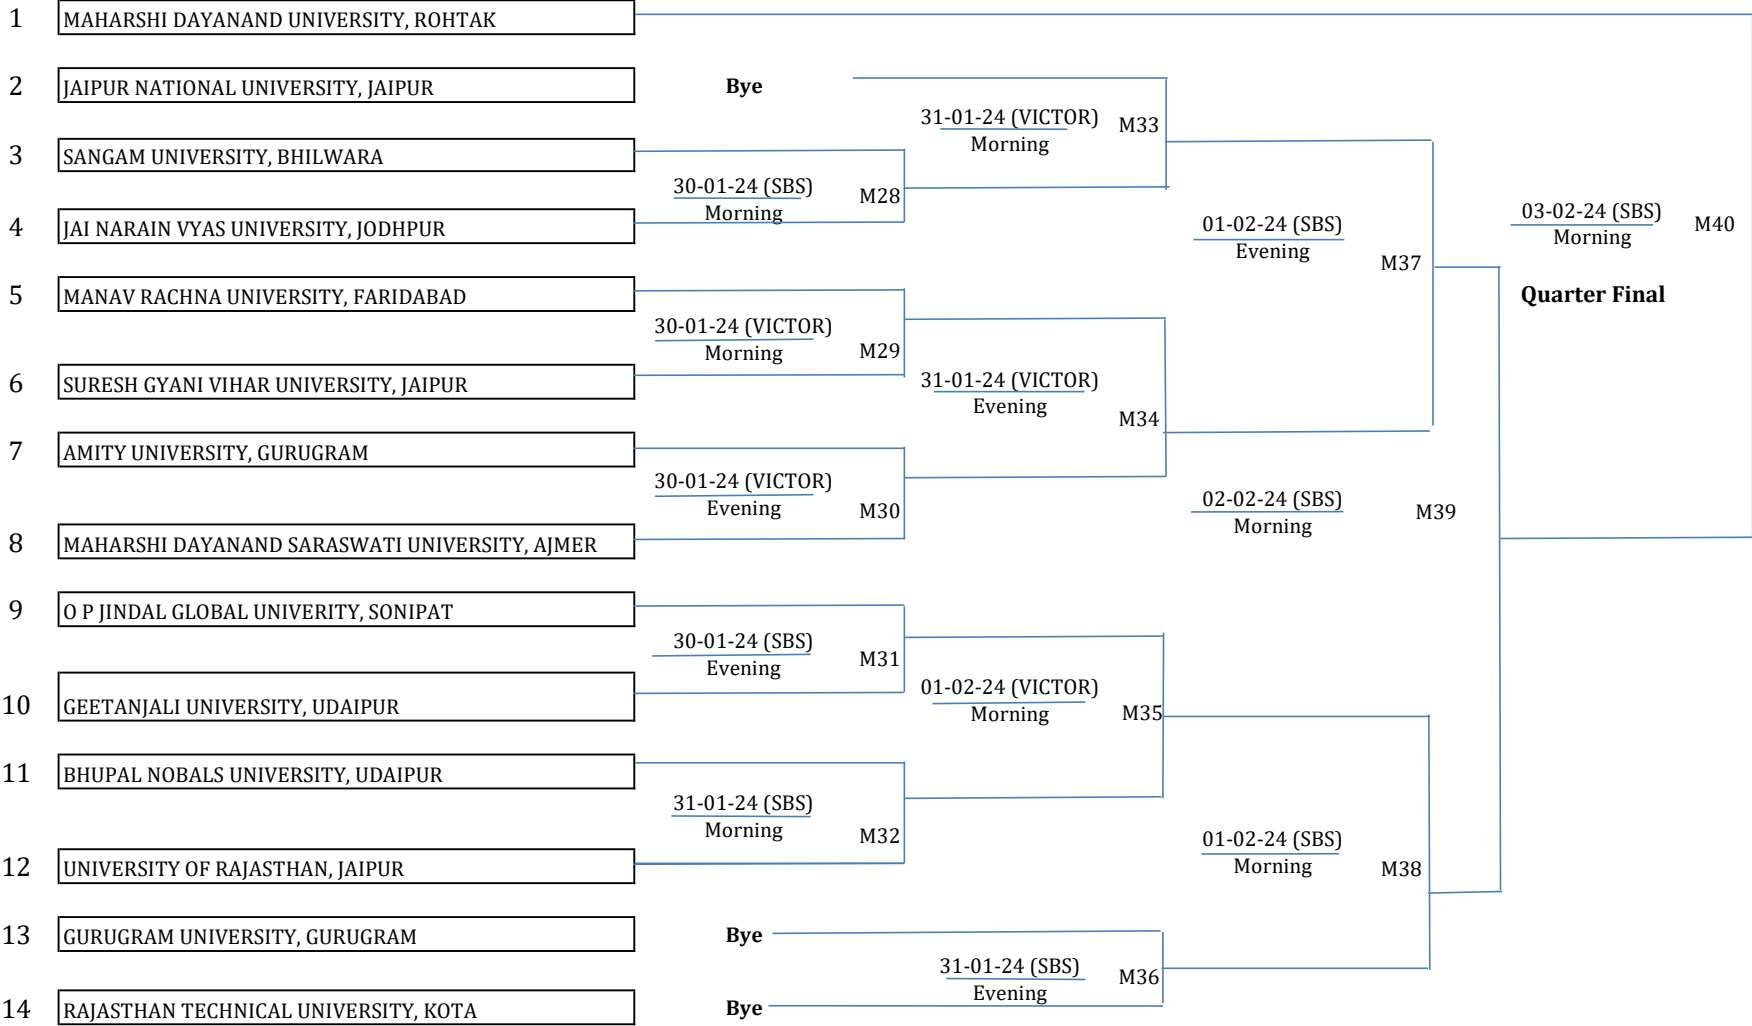 1 MAHARSHI DAYANAND UNIVERSITY, ROHTAK
2 JAIPUR NATIONAL UNIVERSITY, JAIPUR Bye
31-01-24 (VICTOR) M33
Morning
3 SANGAM UNIVERSITY, BHILWARA
30-01-24 (SBS) M28
Morning
4 JAI NARAIN VYAS UNIVERSITY, JODHPUR
01-02-24 (SBS) M37
Evening
03-02-24 (SBS) M40
Morning
Quarter Final
5 MANAV RACHNA UNIVERSITY, FARIDABAD
30-01-24 (VICTOR) M29
Morning
6 SURESH GYANI VIHAR UNIVERSITY, JAIPUR
31-01-24 (VICTOR) M34
Evening
7 AMITY UNIVERSITY, GURUGRAM
30-01-24 (VICTOR) M30
Evening
02-02-24 (SBS) M39
Morning
8 MAHARSHI DAYANAND SARASWATI UNIVERSITY, AJMER
9 O P JINDAL GLOBAL UNIVERITY, SONIPAT
30-01-24 (SBS) M31
Evening
10 GEETANJALI UNIVERSITY, UDAIPUR
01-02-24 (VICTOR) M35
Morning
11 BHUPAL NOBALS UNIVERSITY, UDAIPUR
31-01-24 (SBS) M32
Morning
12 UNIVERSITY OF RAJASTHAN, JAIPUR
01-02-24 (SBS) M38
Morning
13 GURUGRAM UNIVERSITY, GURUGRAM Bye
31-01-24 (SBS) M36
Evening
14 RAJASTHAN TECHNICAL UNIVERSITY, KOTA Bye